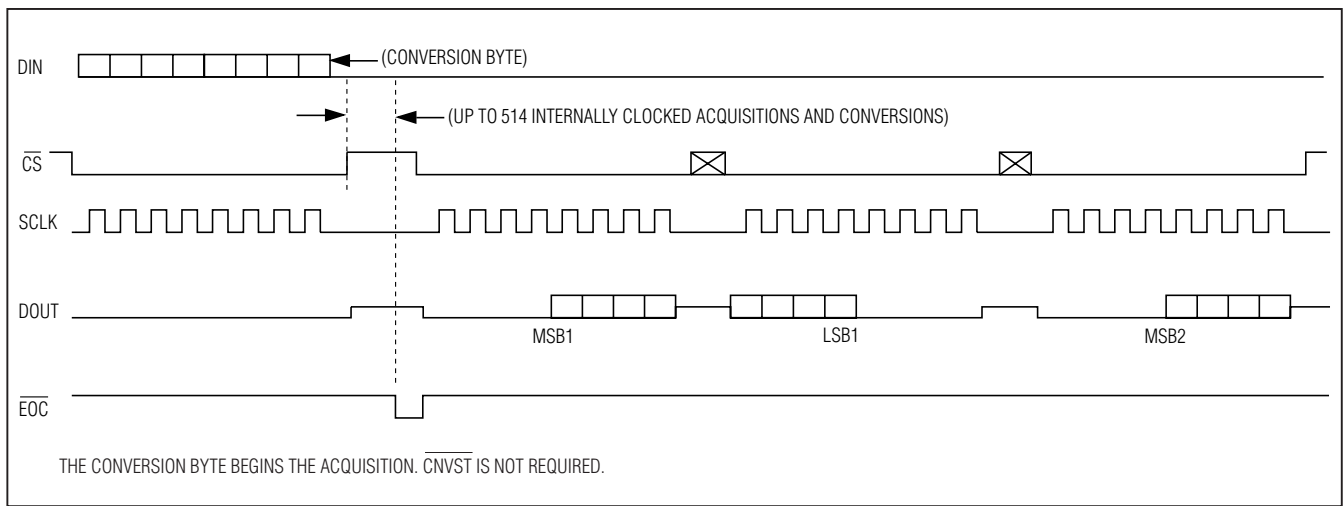 DIN
(CONVERSION BYTE)
(UP TO 514 INTERNALLY CLOCKED ACQUISITIONS AND CONVERSIONS)
CS
SCLK
DOUT
MSB1
LSB1
MSB2
EOC
THE CONVERSION BYTE BEGINS THE ACQUISITION. CNVST IS NOT REQUIRED.